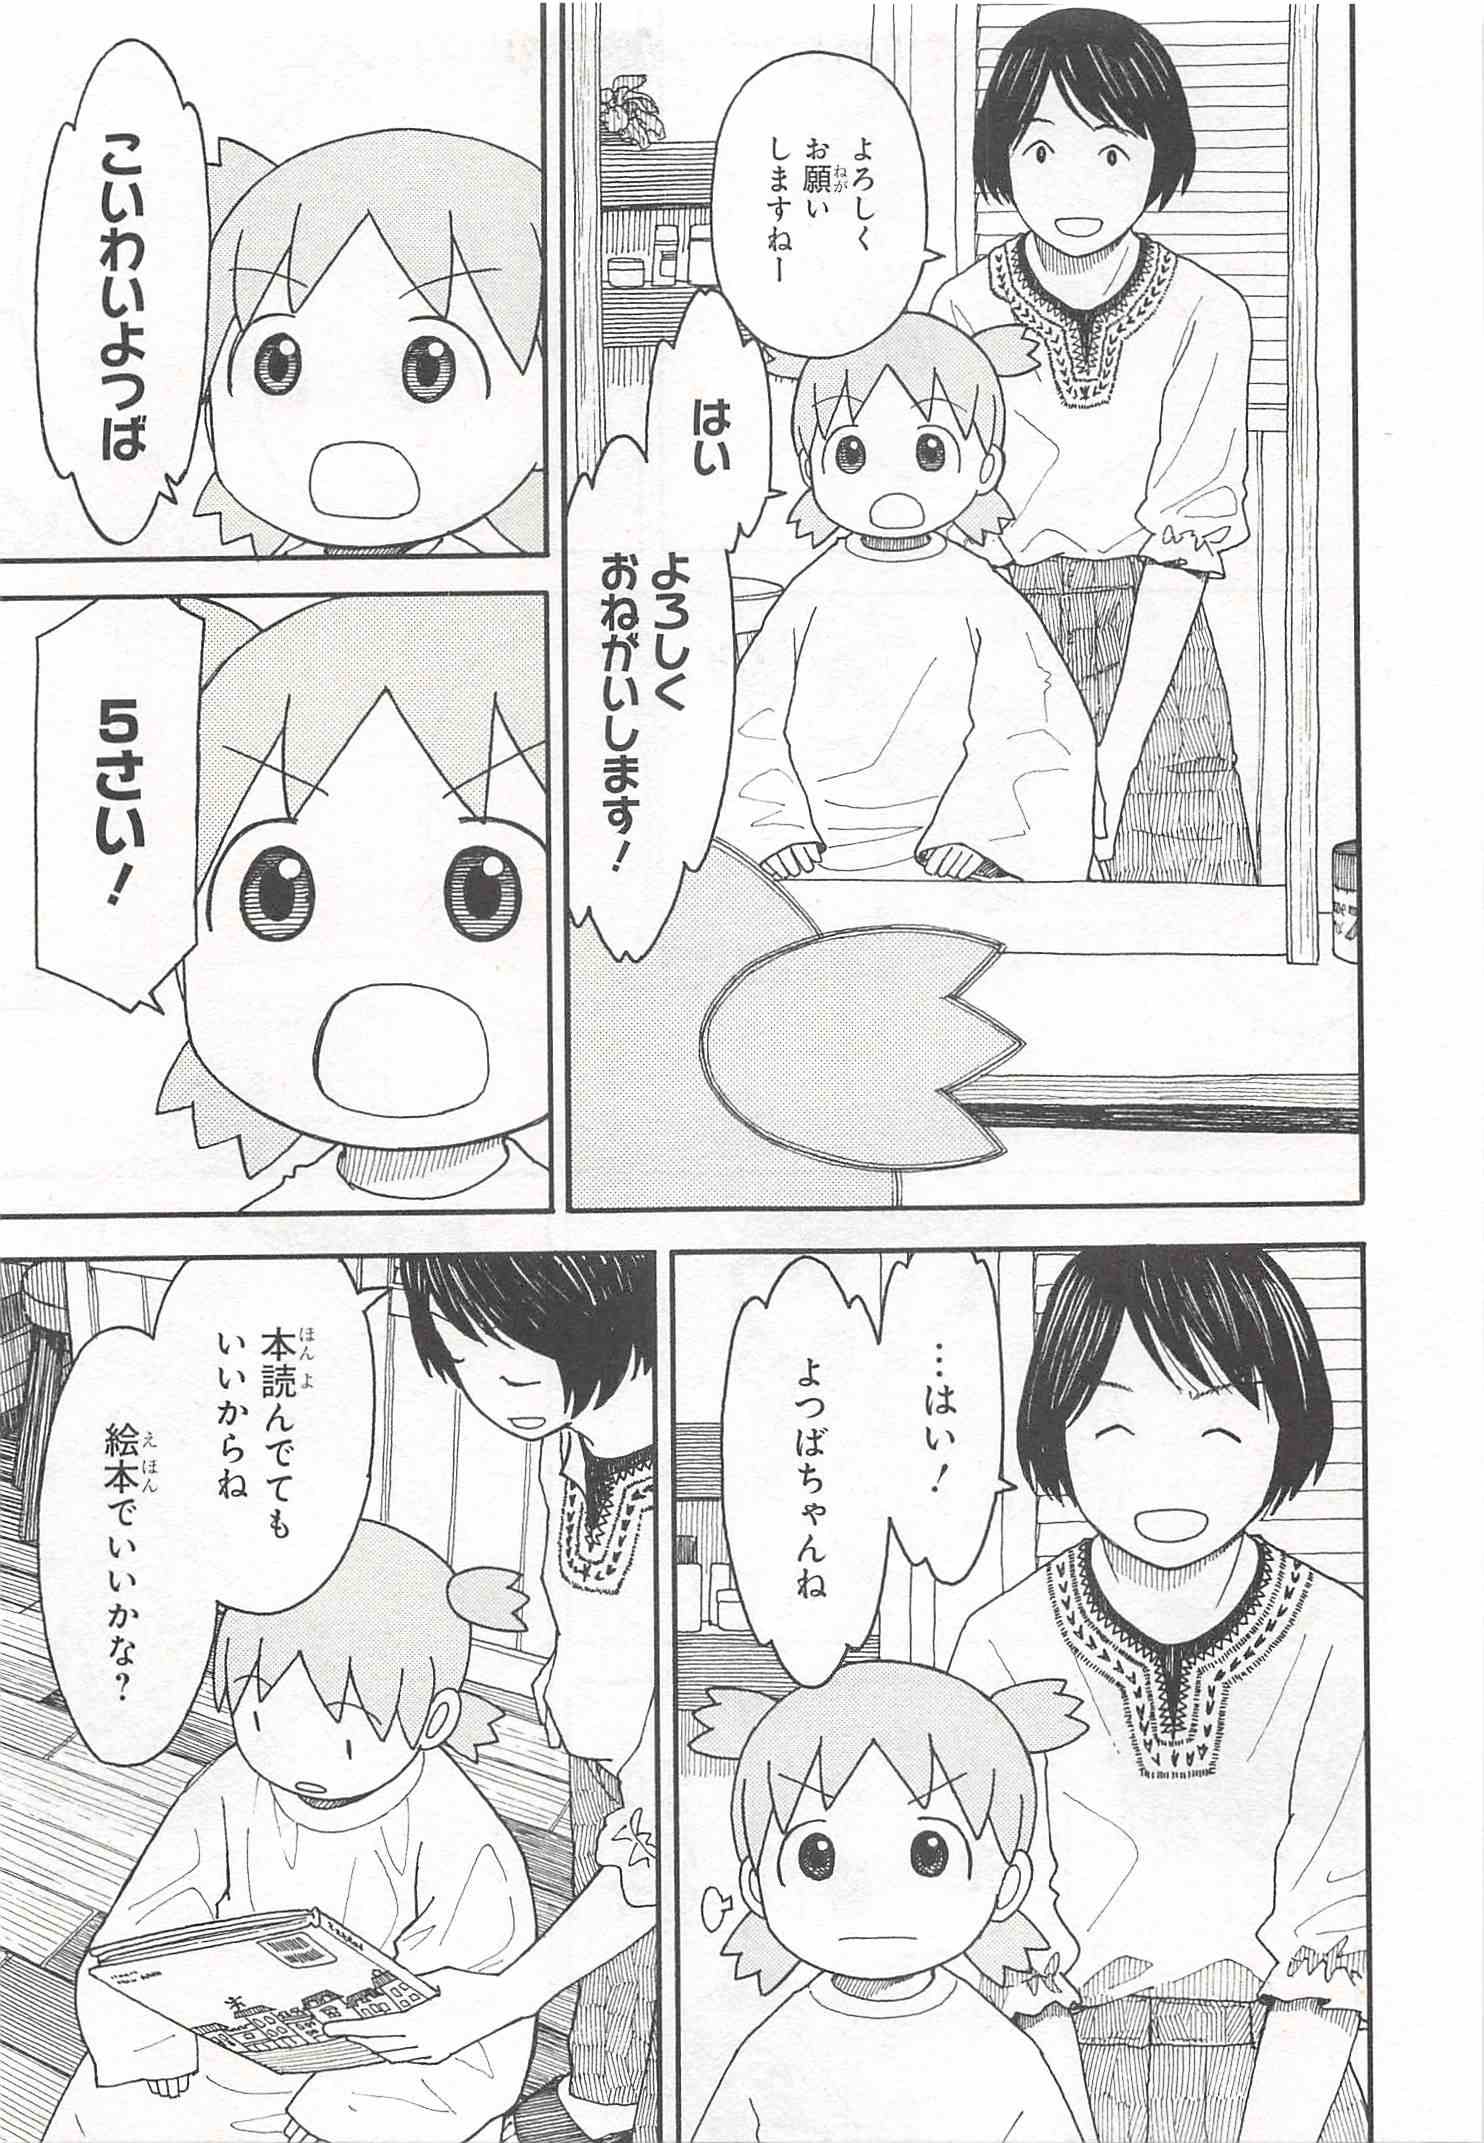 よろしく
お願い
しますねー
はい
よろしく
おねがいします！
こいわいよつば
5さい！
…はい！
よつばちゃんね
本読んでても
いいからね
絵本でいいかな？